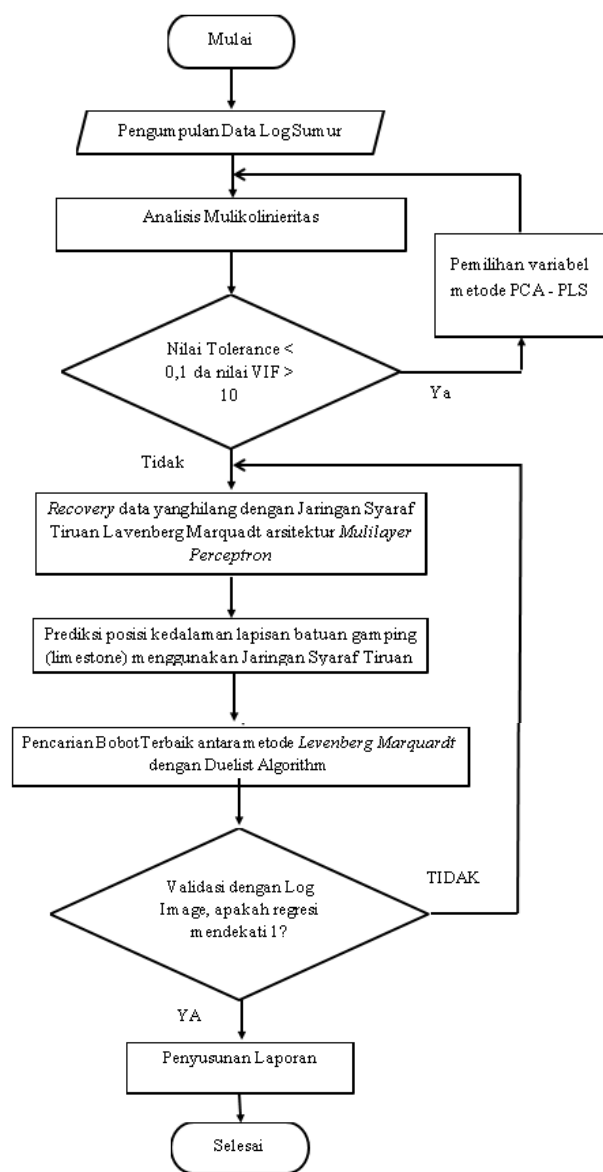 Mulai
Pengumpulan Data Log Sumur
Analisis Mulikolinieritas
Pemilihan variabel
metode PCA - PLS
Nilai Tolerance <
0,1 da nilai VIF >
10
Ya
Tidak
Recovery data yanghilang dengan Jaringan Syaraf
Tiruan Lavenberg Marquadt arsitektur Mulilayer
Perceptron
Prediksi posisi kedalaman lapisan batuan gamping
(limestone) menggunakan Jaringan Syaraf Tiruan
Pencarian Bobot Terbaik antara metode Levenberg Marquardt
dengan Duelist Algorithm
Validasi dengan Log
Image, apakah regresi
mendekati 1?
TIDAK
YA
Penyusunan Laporan
Selesai